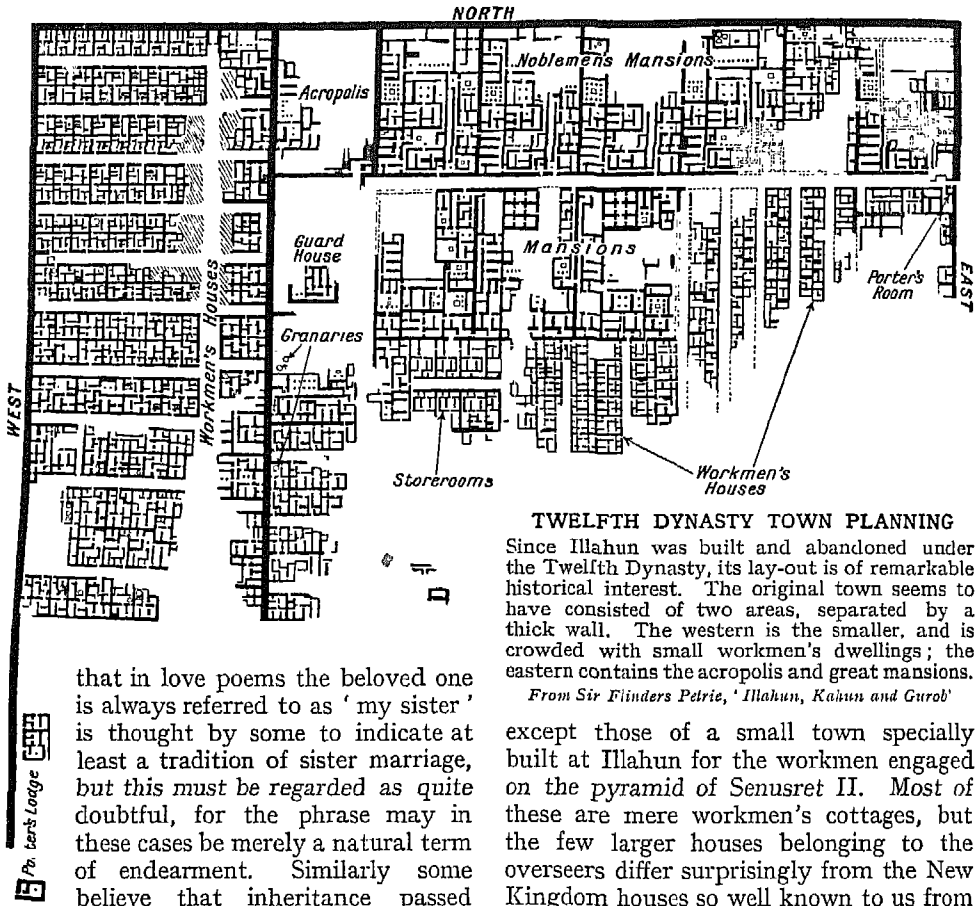 NORTH
Noblemen's Mansions
Acropolis
Mansions
Guard
House
Porter's
Room
EAST
Granaries
Workmen's Houses
WEST
Storerooms
Workmen's
Houses
TWELFTH DYNASTY TOWN PLANNING
Since Illahun was built and abandoned under
the Twelfth Dynasty, its lay-out is of remarkable
historical interest. The original town seems to
have consisted of two areas, separated by a
thick wall. The western is the smaller, and is
crowded with small workmen's dwellings; the
eastern contains the acropolis and great mansions.
From Sir Flinders Petrie, 'Illahun, Kahun and Gurob'
Porter's Lodge
that in love poems the beloved one
is always referred to as ' my sister '
is thought by some to indicate at
least a tradition of sister marriage,
but this must be regarded as quite
doubtful, for the phrase may in
these cases be merely a natural term
of endearment. Similarly some
believe that inheritance passed
except those of a small town specially
built at Illahun for the workmen engaged
on the pyramid of Senusret II. Most of
these are mere workmen's cottages, but
the few larger houses belonging to the
overseers differ surprisingly from the New
Kingdom houses so well known to us from